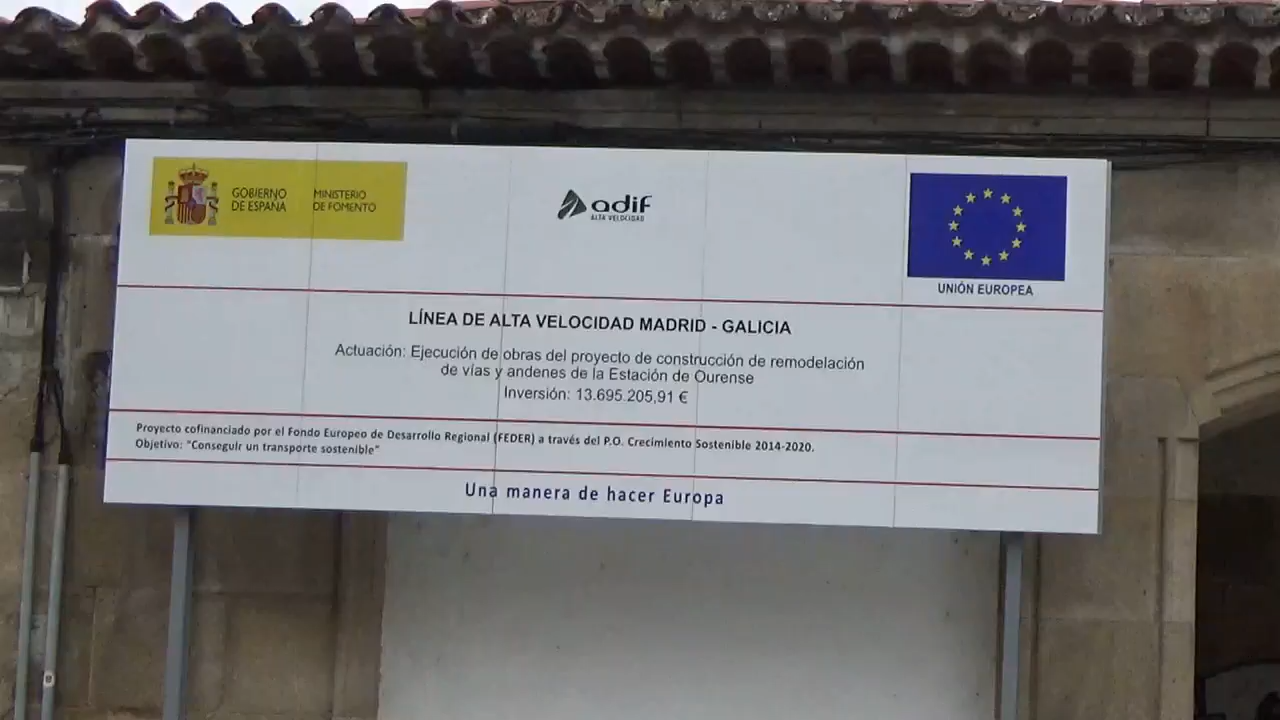 GOBIERNO
DE ESPAÑA
MINISTERIO
DE FOMENTO
adif
ALTA VELOCIDAD
UNIÓN EUROPEA
LÍNEA DE ALTA VELOCIDAD MADRID - GALICIA
Actuación: Ejecución de obras del proyecto de construcción de remodelación
de vías y andenes de la Estación de Ourense
Inversión: 13.695.205,91 €
Proyecto cofinanciado por el Fondo Europeo de Desarrollo Regional (FEDER) a través del P.O. Crecimiento Sostenible 2014-2020.
Objetivo: "Conseguir un transporte sostenible"
Una manera de hacer Europa